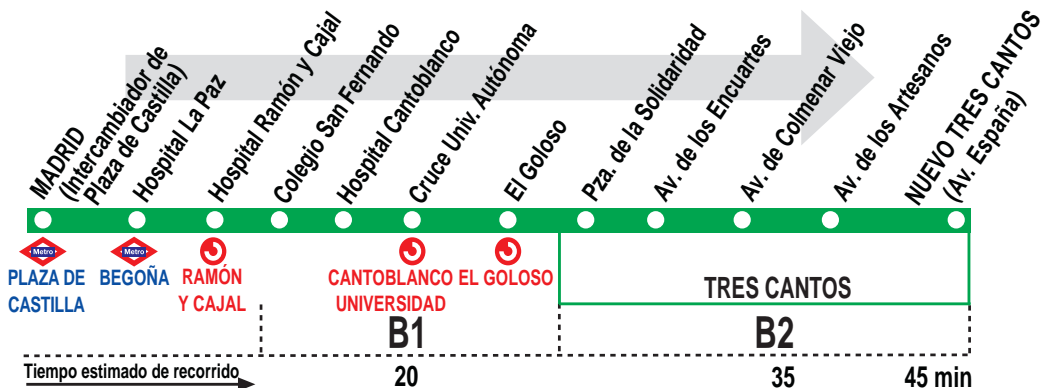 MADRID
(Intercambiador de
Plaza de Castilla)
Hospital La Paz
Hospital Ramón y Cajal
Colegio San Fernando
Hospital Cantoblanco
Cruce Univ. Autónoma
El Goloso
Pza. de la Solidaridad
Av. de los Encuartes
Av. de Colmenar Viejo
Av. de los Artesanos
NUEVO TRES CANTOS
(Av. España)
Metro
Metro
PLAZA DE
CASTILLA
BEGOÑA
RAMÓN
Y CAJAL
CANTOBLANCO
UNIVERSIDAD
EL GOLOSO
TRES CANTOS
B1
B2
Tiempo estimado de recorrido
20
35
45 min